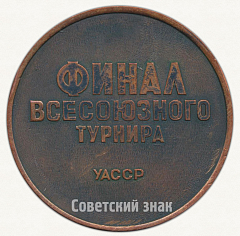 ФИНАЛ
ВСЕСОЮЗНОГО
ТУРНИРА
УАССР
Советский знак